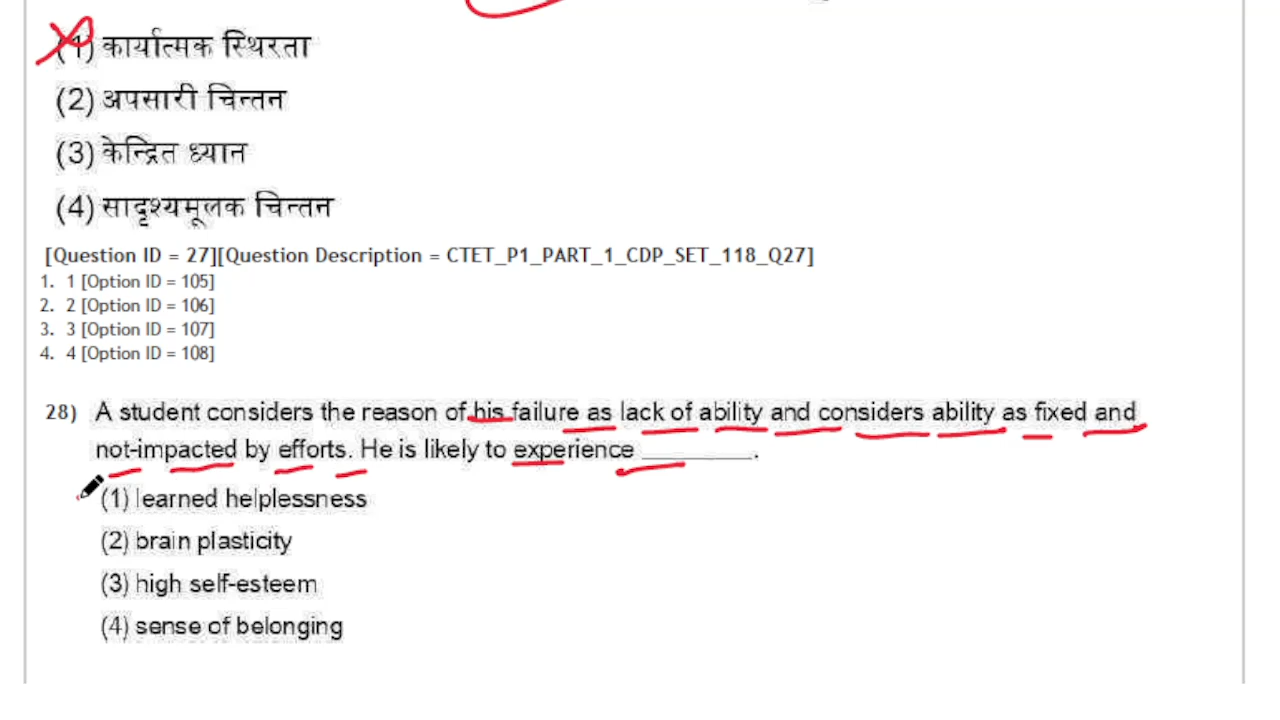 (1) कार्यात्मक स्थिरता
(2) अपसारी चिन्तन
(3) केन्द्रित ध्यान
(4) सादृश्यमूलक चिन्तन
[Question ID = 27][Question Description = CTET_P1_PART_1_CDP_SET_118_Q27]
1. 1 [Option ID = 105]
2. 2 [Option ID = 106]
3. 3 [Option ID = 107]
4. 4 [Option ID = 108]
28) A student considers the reason of his failure as lack of ability and considers ability as fixed and
not-impacted by efforts. He is likely to experience ________.
(1) learned helplessness
(2) brain plasticity
(3) high self-esteem
(4) sense of belonging